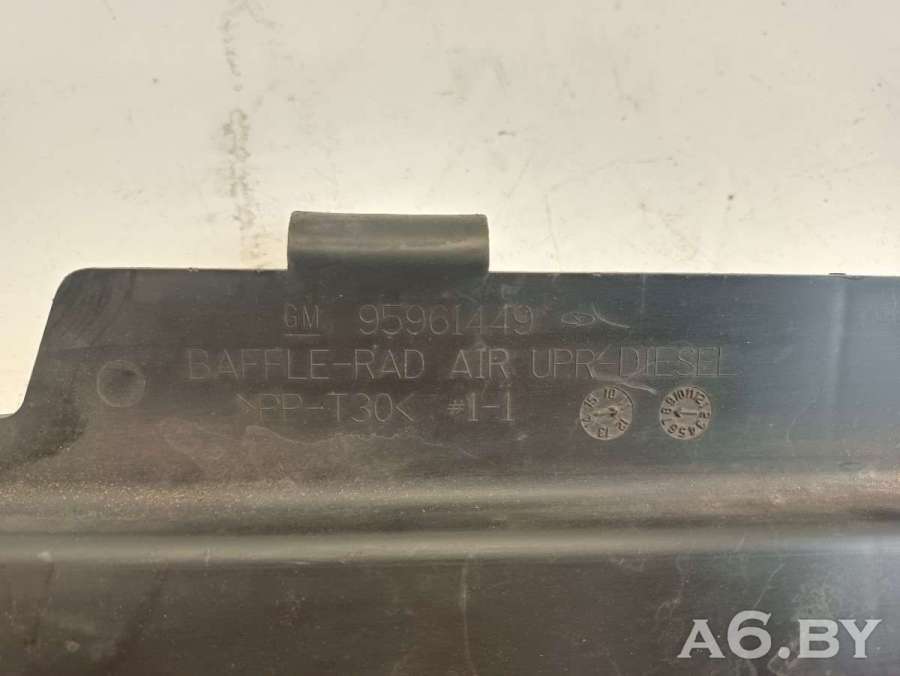 GM 95961449
BAFFLE-RAD AIR UPR-DIESEL
>PP-T30< #1-1
A6.BY